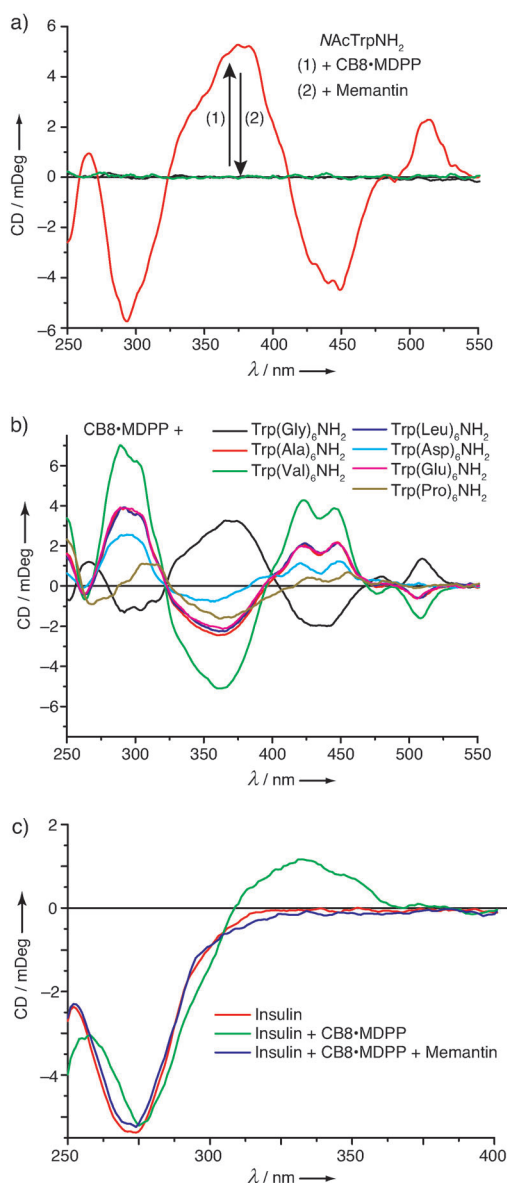 a)
NAcTrpNH2
(1) + CB8•MDPP
(2) + Memantin
(1) (2)
CD / mDeg
6
4
2
0
−2
−4
−6
250 300 350 400 450 500 550
λ / nm
b)
CB8•MDPP +
Trp(Gly)6NH2 Trp(Leu)6NH2
Trp(Ala)6NH2 Trp(Asp)6NH2
Trp(Val)6NH2 Trp(Glu)6NH2
Trp(Pro)6NH2
CD / mDeg
6
4
2
0
−2
−4
−6
250 300 350 400 450 500 550
λ / nm
c)
CD / mDeg
2
0
−2
−4
Insulin
Insulin + CB8•MDPP
Insulin + CB8•MDPP + Memantin
250 300 350 400
λ / nm